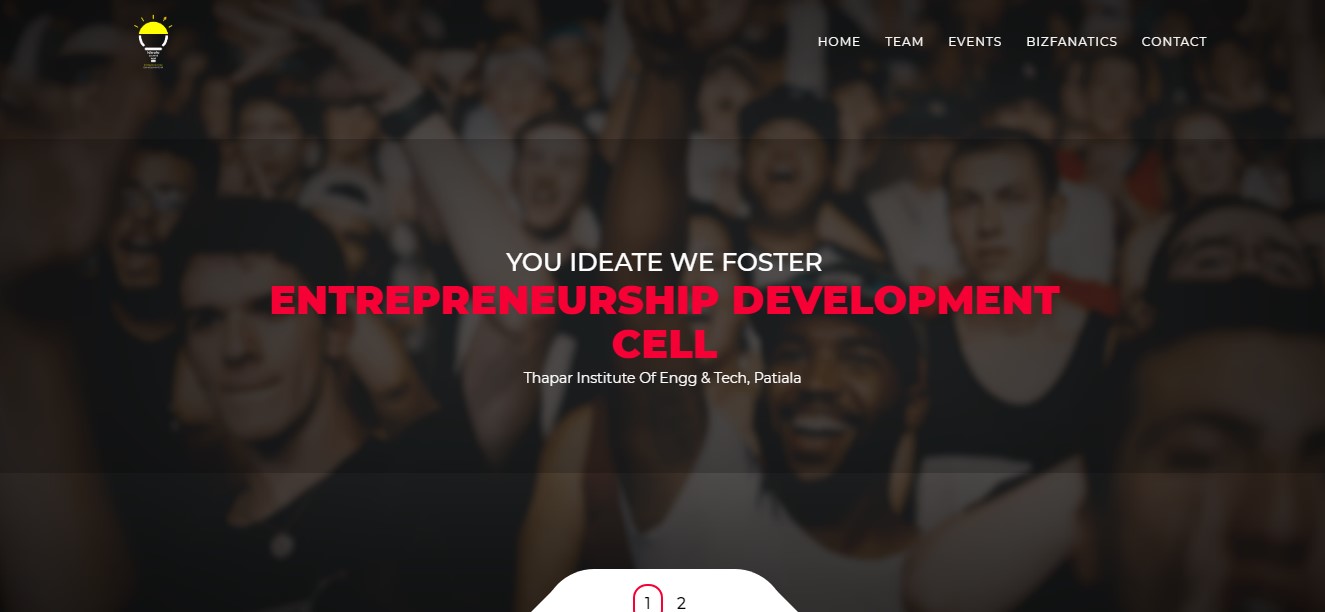 HOME TEAM EVENTS BIZFANATICS CONTACT
YOU IDEATE WE FOSTER
ENTREPRENEURSHIP DEVELOPMENT
CELL
Thapar Institute Of Engg & Tech, Patiala
1 2